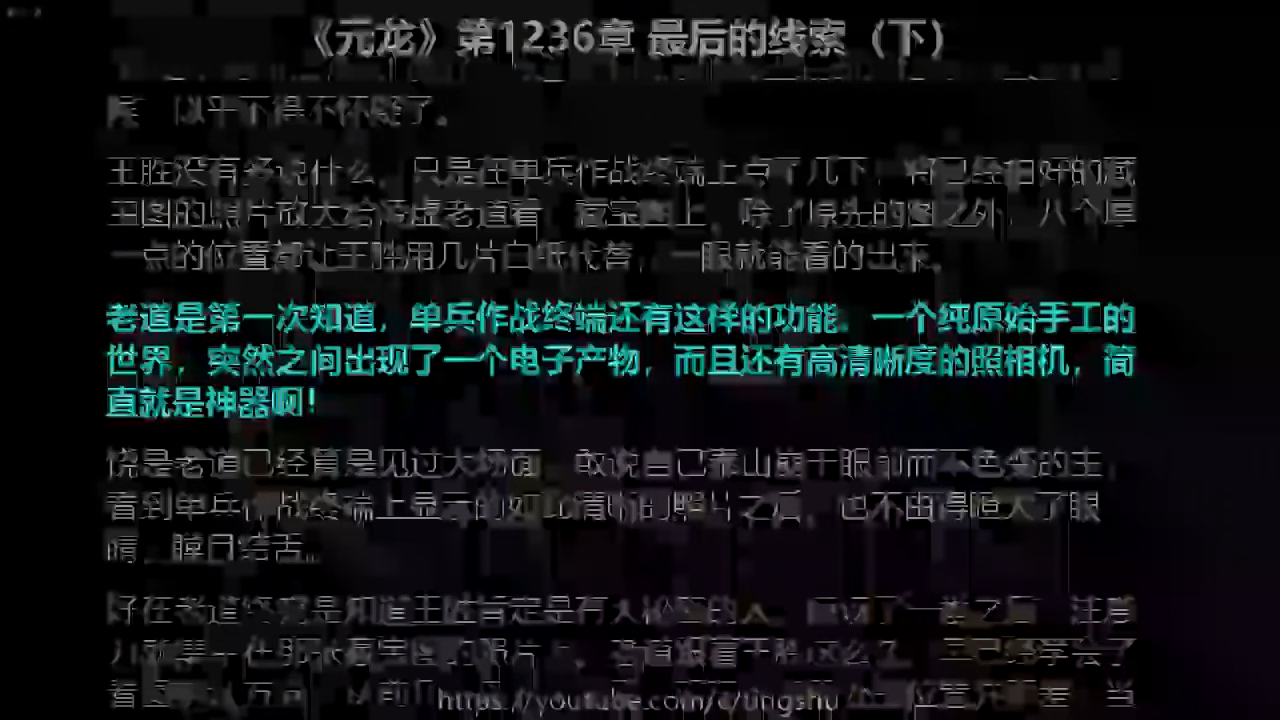 《元龙》第1236章 最后的线索（下）
不得不怀疑了。
王胜没有多说什么，只是在单兵作战终端上点了几下，将已经拍好的藏
宝图的照片放大给凌虚老道看，藏宝图上，除了原先的图之外，八个厚
一点的位置都让王胜用几片白纸代替，一眼就能看的出来。
老道是第一次知道，单兵作战终端还有这样的功能。一个纯原始手工的
世界，突然之间出现了一个电子产物，而且还有高清晰度的照相机，简
直就是神器啊！
饶是老道已经算是见过大场面，敢说自己泰山崩于眼前而不色变的主，
看到单兵作战终端上显示的如此清晰的照片之后，也不由得瞪大了眼
睛，瞠目结舌。
好在老道终究是知道王胜肯定是有大秘密的人，
https://youtube.com/c/tingshu